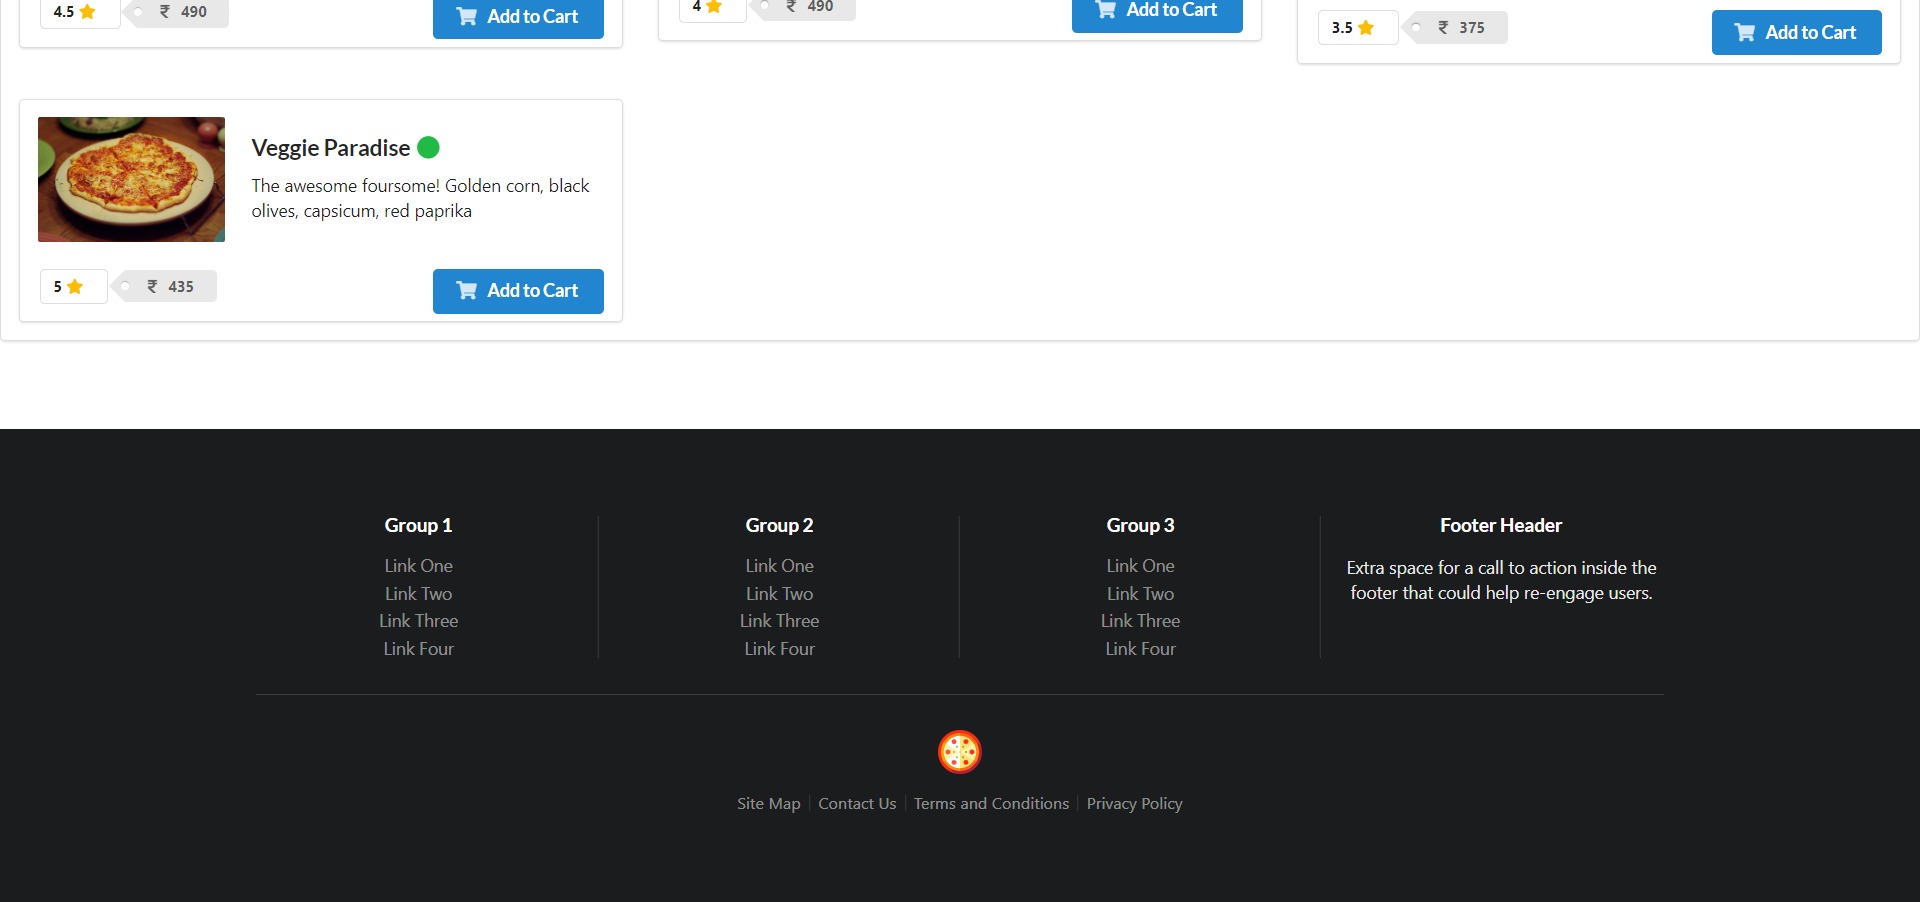 4.5 ₹ 490 Add to Cart
4 ₹ 490 Add to Cart
3.5 ₹ 375 Add to Cart
Veggie Paradise
The awesome foursome! Golden corn, black
olives, capsicum, red paprika
5 ₹ 435 Add to Cart
Group 1
Link One
Link Two
Link Three
Link Four
Group 2
Link One
Link Two
Link Three
Link Four
Group 3
Link One
Link Two
Link Three
Link Four
Footer Header
Extra space for a call to action inside the
footer that could help re-engage users.
Site Map Contact Us Terms and Conditions Privacy Policy